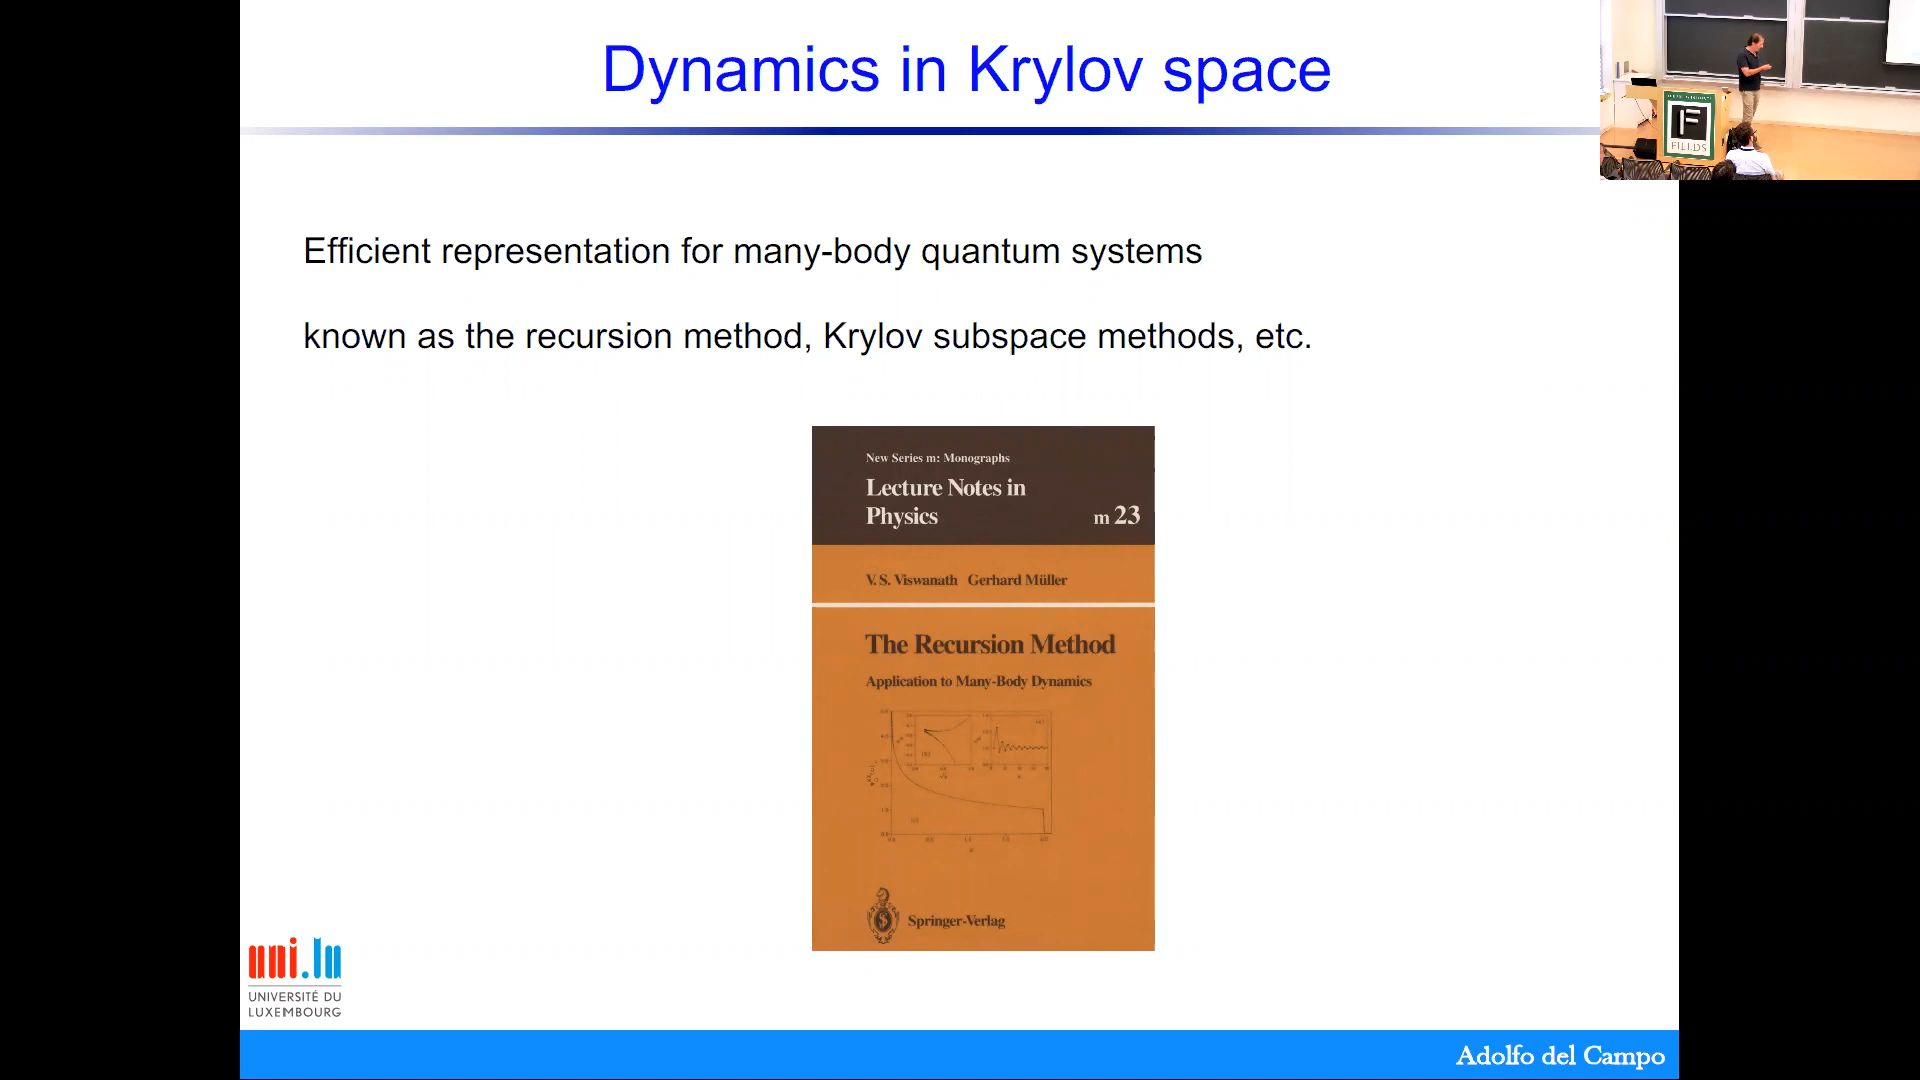 Dynamics in Krylov space
Efficient representation for many-body quantum systems
known as the recursion method, Krylov subspace methods, etc.
New Series m: Monographs
Lecture Notes in
Physics
m 23
V. S. Viswanath Gerhard Müller
The Recursion Method
Application to Many-Body Dynamics
Springer-Verlag
uni.lu
UNIVERSITÉ DU
LUXEMBOURG
Adolfo del Campo
F
FIELDS